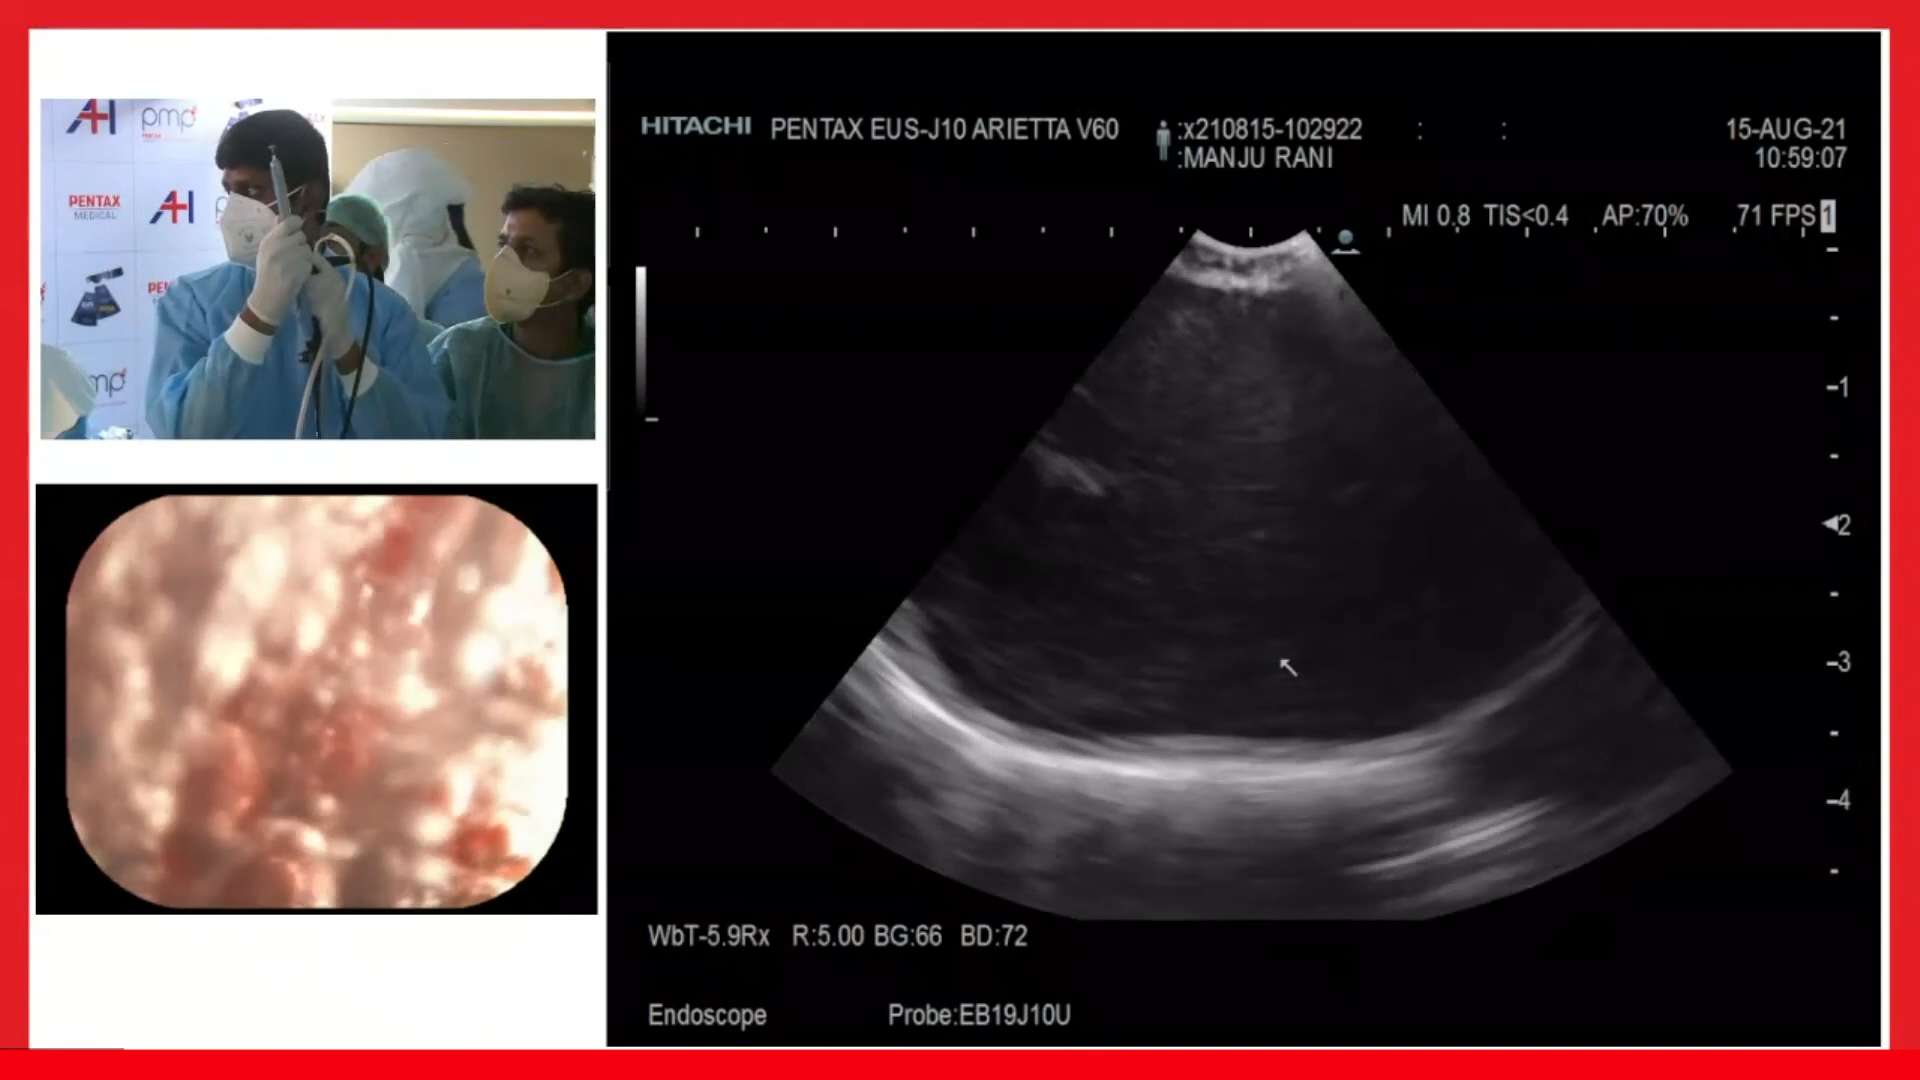 AHI
pmp
PENTAX
MEDICAL
AHI
HITACHI PENTAX EUS-J10 ARIETTA V60 :x210815-102922 : : 15-AUG-21
:MANJU RANI 10:59:07
MI 0.8 TIS<0.4 AP:70% 71 FPS 1
1
2
3
4
WbT-5.9Rx R:5.00 BG:66 BD:72
Endoscope Probe:EB19J10U